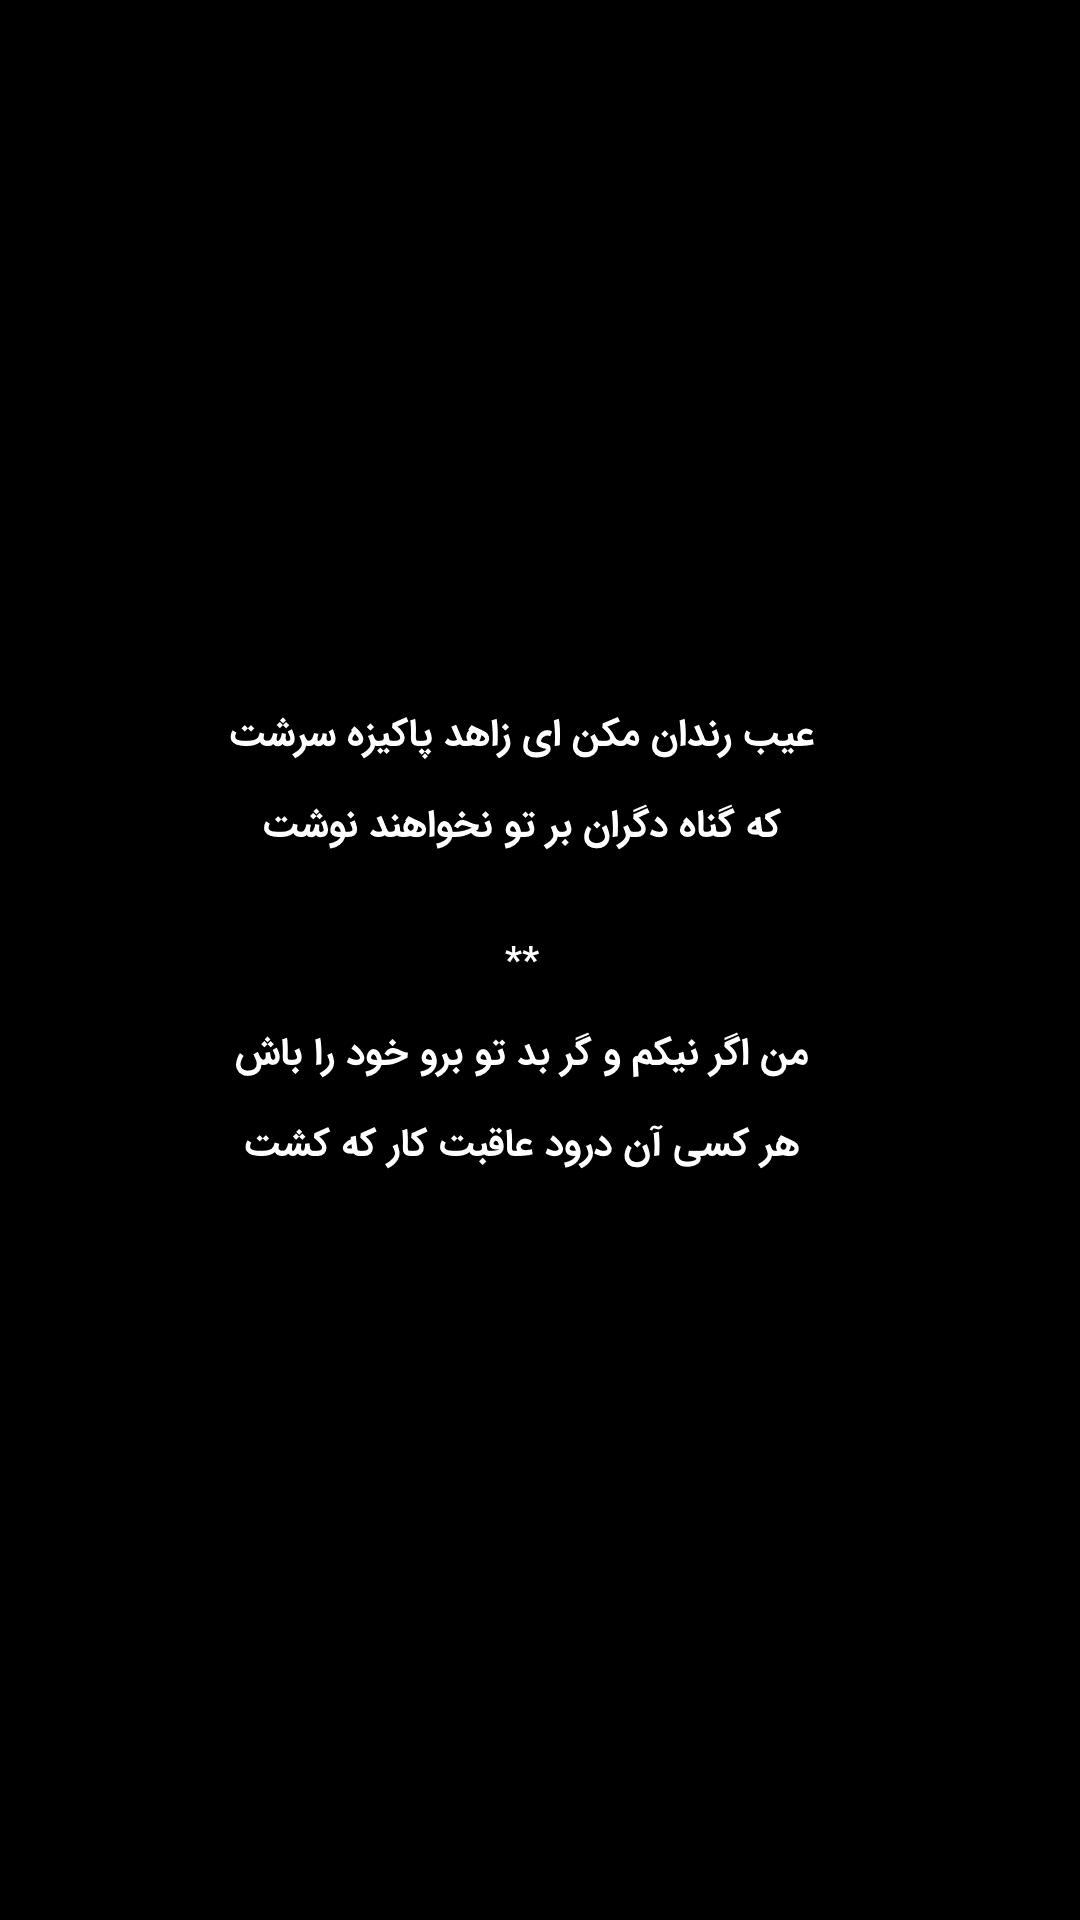 عیب رندان مکن ای زاهد پاکیزه سرشت
که گناه دگران بر تو نخواهند نوشت
**
من اگر نیکم و گر بد تو برو خود را باش
هر کسی آن درود عاقبت کار که کشت